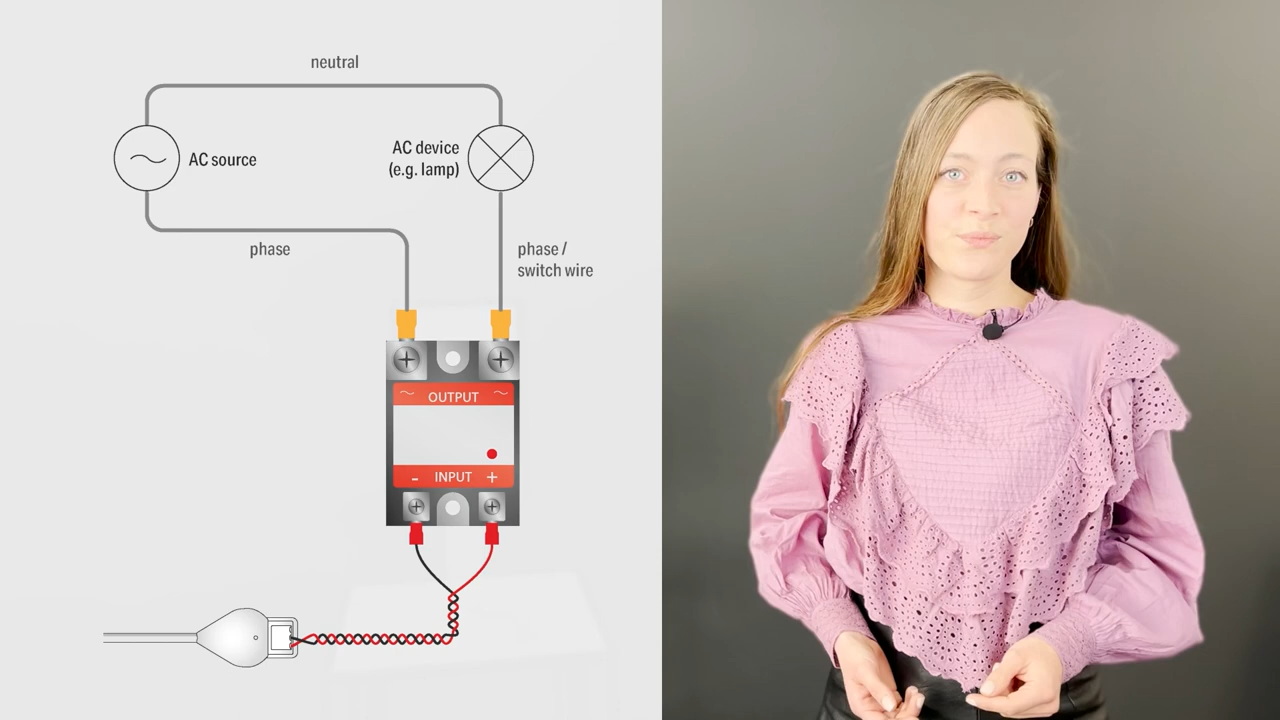 neutral
AC source
AC device
(e.g. lamp)
phase
phase /
switch wire
~ OUTPUT ~
- INPUT +